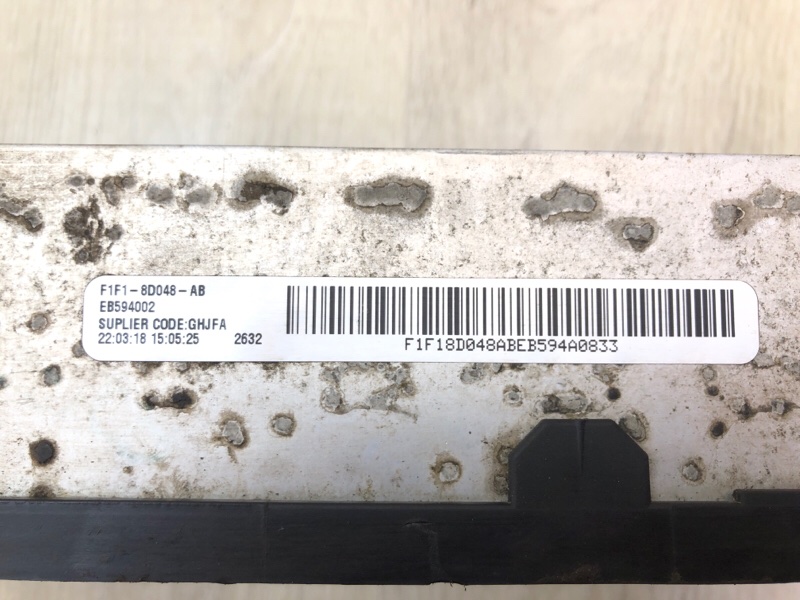 F1F1-8D048-AB
EB594002
SUPLIER CODE:GHJFA
22:03:18 15:05:25 2632
F1F18D048ABEB594A0833